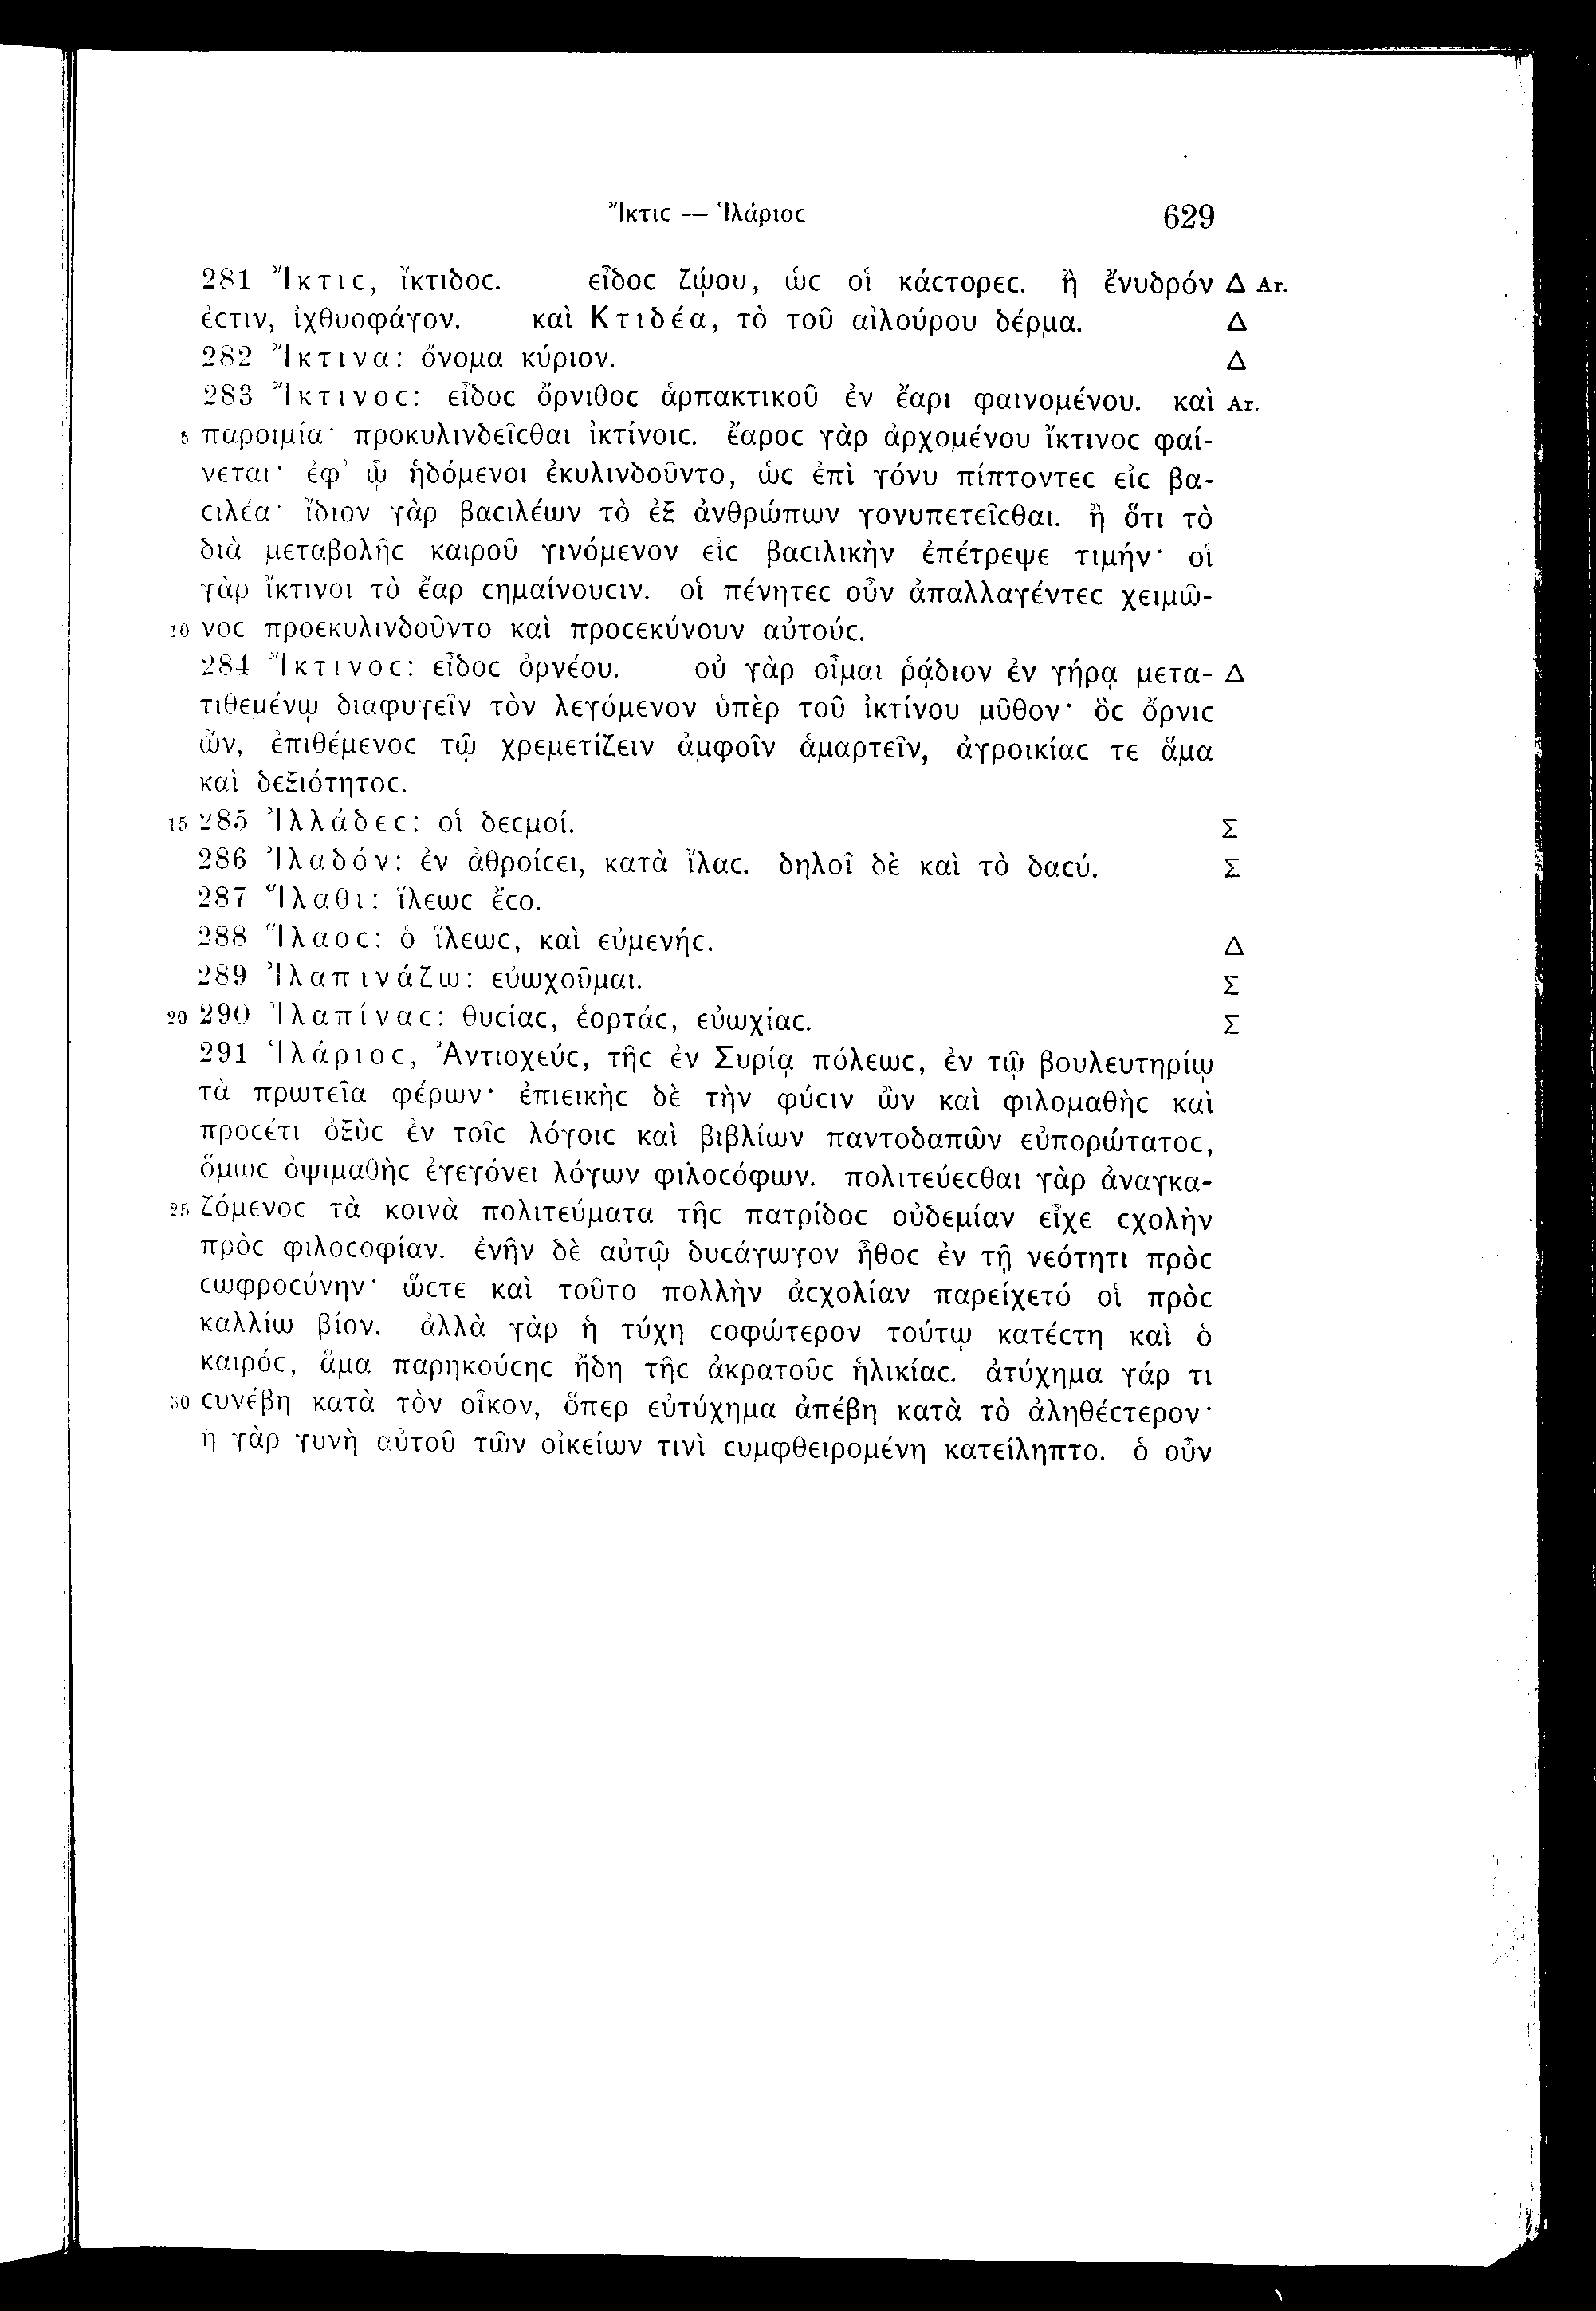 Ἴκτιϲ — Ἱλάριοϲ 629
281 Ἴκτιϲ, ἴκτιδοϲ. εἶδοϲ ζῴου, ὡϲ οἱ κάϲτορεϲ. ἢ ἔνυδρόν Δ Ar.
ἐϲτιν, ἰχθυοφάγον. καὶ Κτιδέα, τὸ τοῦ αἰλούρου δέρμα. Δ
282 Ἴκτινα: ὄνομα κύριον. Δ
283 Ἴκτινοϲ: εἶδοϲ ὄρνιθοϲ ἁρπακτικοῦ ἐν ἔαρι φαινομένου. καὶ Ar.
5 παροιμία· προκυλινδεῖϲθαι ἰκτίνοιϲ. ἔαροϲ γὰρ ἀρχομένου ἴκτινοϲ φαί-
νεται· ἐφ’ ᾧ ἡδόμενοι ἐκυλινδοῦντο, ὡϲ ἐπὶ γόνυ πίπτοντεϲ εἰϲ βα-
ϲιλέα· ἴδιον γὰρ βαϲιλέων τὸ ἐξ ἀνθρώπων γονυπετεῖϲθαι. ἢ ὅτι τὸ
διὰ μεταβολῆϲ καιροῦ γινόμενον εἰϲ βαϲιλικὴν ἐπέτρεψε τιμήν· οἱ
γὰρ ἴκτινοι τὸ ἔαρ ϲημαίνουϲιν. οἱ πένητεϲ οὖν ἀπαλλαγέντεϲ χειμῶ-
10 νοϲ προεκυλινδοῦντο καὶ προϲεκύνουν αὐτούϲ.
284 Ἴκτινοϲ: εἶδοϲ ὀρνέου. οὐ γὰρ οἶμαι ῥᾴδιον ἐν γήρᾳ μετα- Δ
τιθεμένῳ διαφυγεῖν τὸν λεγόμενον ὑπὲρ τοῦ ἰκτίνου μῦθον· ὃϲ ὄρνιϲ
ὤν, ἐπιθέμενοϲ τῷ χρεμετίζειν ἀμφοῖν ἁμαρτεῖν, ἀγροικίαϲ τε ἅμα
καὶ δεξιότητοϲ.
15 285 Ἰλλάδεϲ: οἱ δεϲμοί. Σ
286 Ἰλαδόν: ἐν ἀθροίϲει, κατὰ ἴλαϲ. δηλοῖ δὲ καὶ τὸ δαϲύ. Σ
287 Ἵλαθι: ἵλεωϲ ἔϲο.
288 Ἵλαοϲ: ὁ ἵλεωϲ, καὶ εὐμενήϲ. Δ
289 Ἰλαπινάζω: εὐωχοῦμαι. Σ
20 290 Ἰλαπίναϲ: θυϲίαϲ, ἑορτάϲ, εὐωχίαϲ. Σ
291 Ἱλάριοϲ, Ἀντιοχεύϲ, τῆϲ ἐν Συρίᾳ πόλεωϲ, ἐν τῷ βουλευτηρίῳ
τὰ πρωτεῖα φέρων· ἐπιεικὴϲ δὲ τὴν φύϲιν ὢν καὶ φιλομαθὴϲ καὶ
προϲέτι ὀξὺϲ ἐν τοῖϲ λόγοιϲ καὶ βιβλίων παντοδαπῶν εὐπορώτατοϲ,
ὅμωϲ ὀψιμαθὴϲ ἐγεγόνει λόγων φιλοϲόφων. πολιτεύεϲθαι γὰρ ἀναγκα-
25 ζόμενοϲ τὰ κοινὰ πολιτεύματα τῆϲ πατρίδοϲ οὐδεμίαν εἶχε ϲχολὴν
πρὸϲ φιλοϲοφίαν. ἐνῆν δὲ αὐτῷ δυϲάγωγον ἦθοϲ ἐν τῇ νεότητι πρὸϲ
ϲωφροϲύνην· ὥϲτε καὶ τοῦτο πολλὴν ἀϲχολίαν παρείχετό οἱ πρὸϲ
καλλίω βίον. ἀλλὰ γὰρ ἡ τύχη ϲοφώτερον τούτῳ κατέϲτη καὶ ὁ
καιρόϲ, ἅμα παρηκούϲηϲ ἤδη τῆϲ ἀκρατοῦϲ ἡλικίαϲ. ἀτύχημα γάρ τι
30 ϲυνέβη κατὰ τὸν οἶκον, ὅπερ εὐτύχημα ἀπέβη κατὰ τὸ ἀληθέϲτερον·
ἡ γὰρ γυνὴ αὐτοῦ τῶν οἰκείων τινὶ ϲυμφθειρομένη κατείληπτο. ὁ οὖν